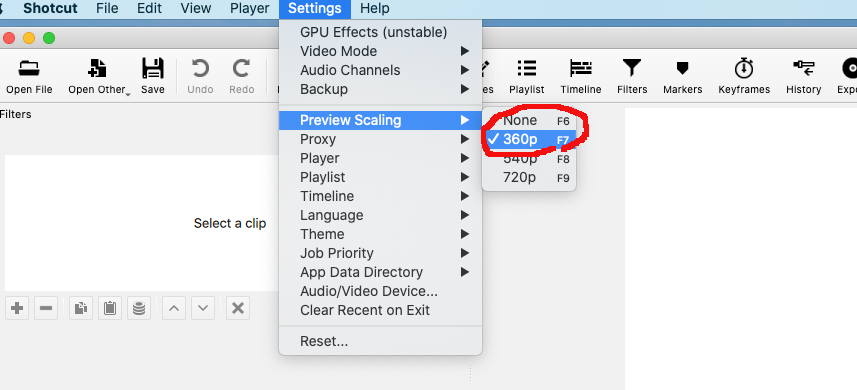 Shotcut File Edit View Player Settings Help
GPU Effects (unstable)
Video Mode
Audio Channels
Backup
Open File Open Other... Save Undo Redo Playlist Timeline Filters Markers Keyframes History
Filters
Preview Scaling
None F6
Proxy
✓ 360p F7
Player
540p F8
Playlist
720p F9
Timeline
Language
Select a clip
Theme
Job Priority
App Data Directory
Audio/Video Device...
Clear Recent on Exit
Reset...